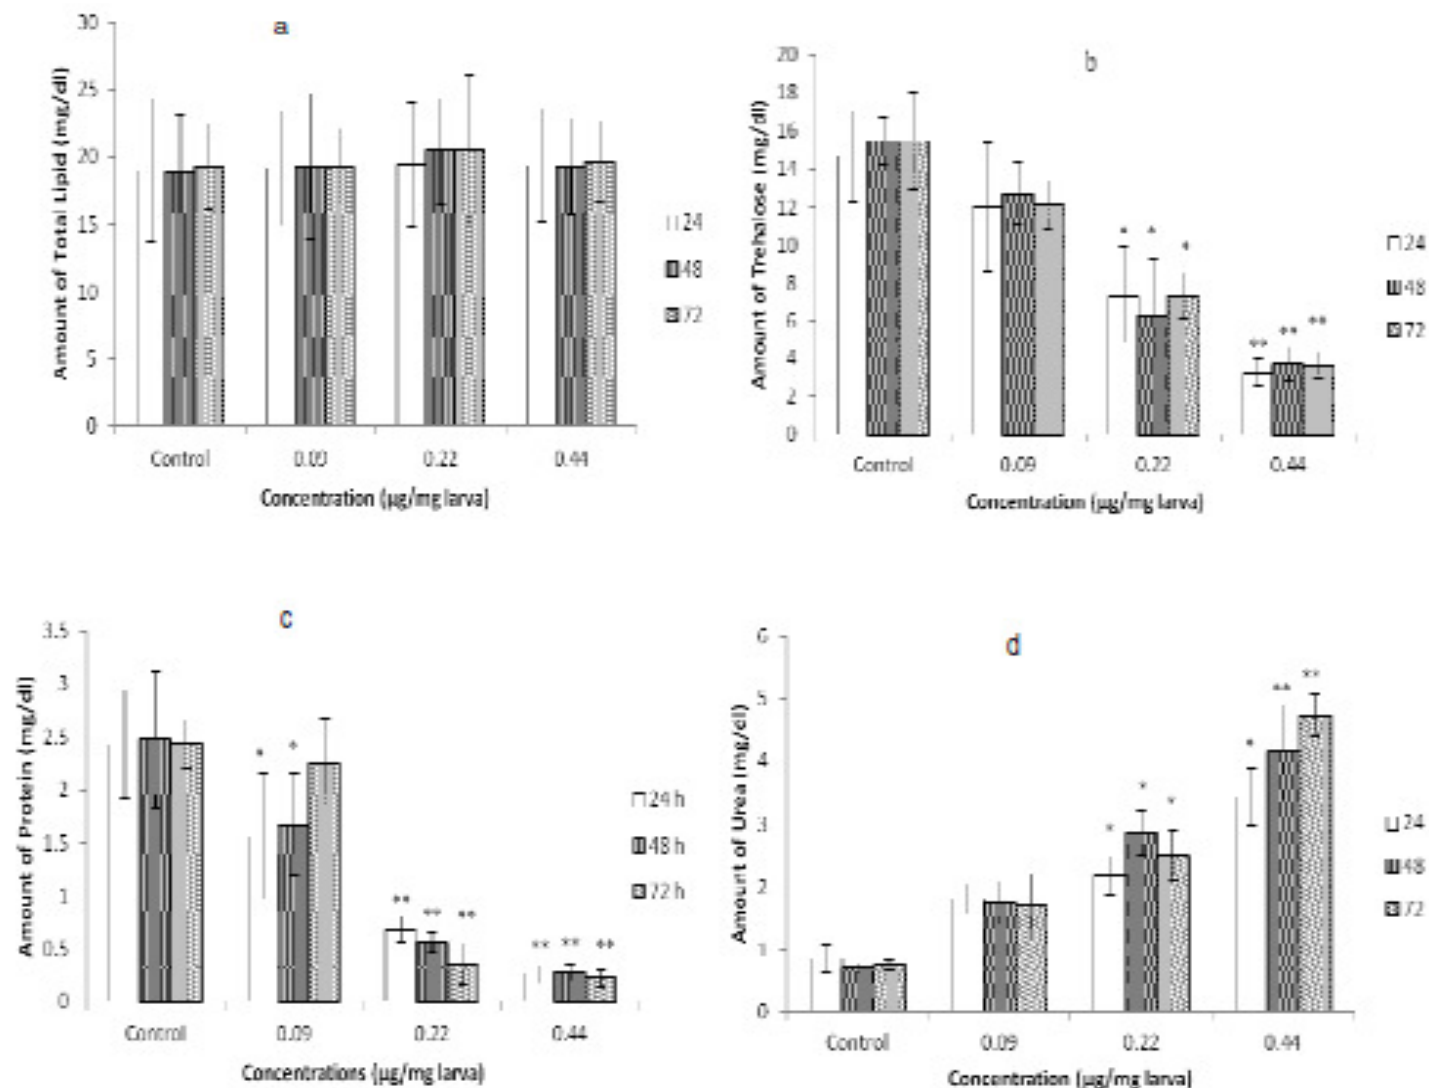 a
30
25
20
15
10
5
0
Amount of Total Lipid (mg/dl)
Control 0.09 0.22 0.44
Concentration (µg/mg larva)
24
48
72
b
20
18
16
14
12
10
8
6
4
2
0
Amount of Trehalose (mg/dl)
* * *
** ** **
Control 0.09 0.22 0.44
Concentration (µg/mg larva)
24
48
72
c
3.5
3
2.5
2
1.5
1
0.5
0
Amount of Protein (mg/dl)
* *
** ** **
** ** **
Control 0.09 0.22 0.44
Concentrations (µg/mg larva)
24 h
48 h
72 h
d
6
5
4
3
2
1
0
Amount of Urea (mg/dl)
* * *
* ** **
Control 0.09 0.22 0.44
Concentration (µg/mg larva)
24
48
72